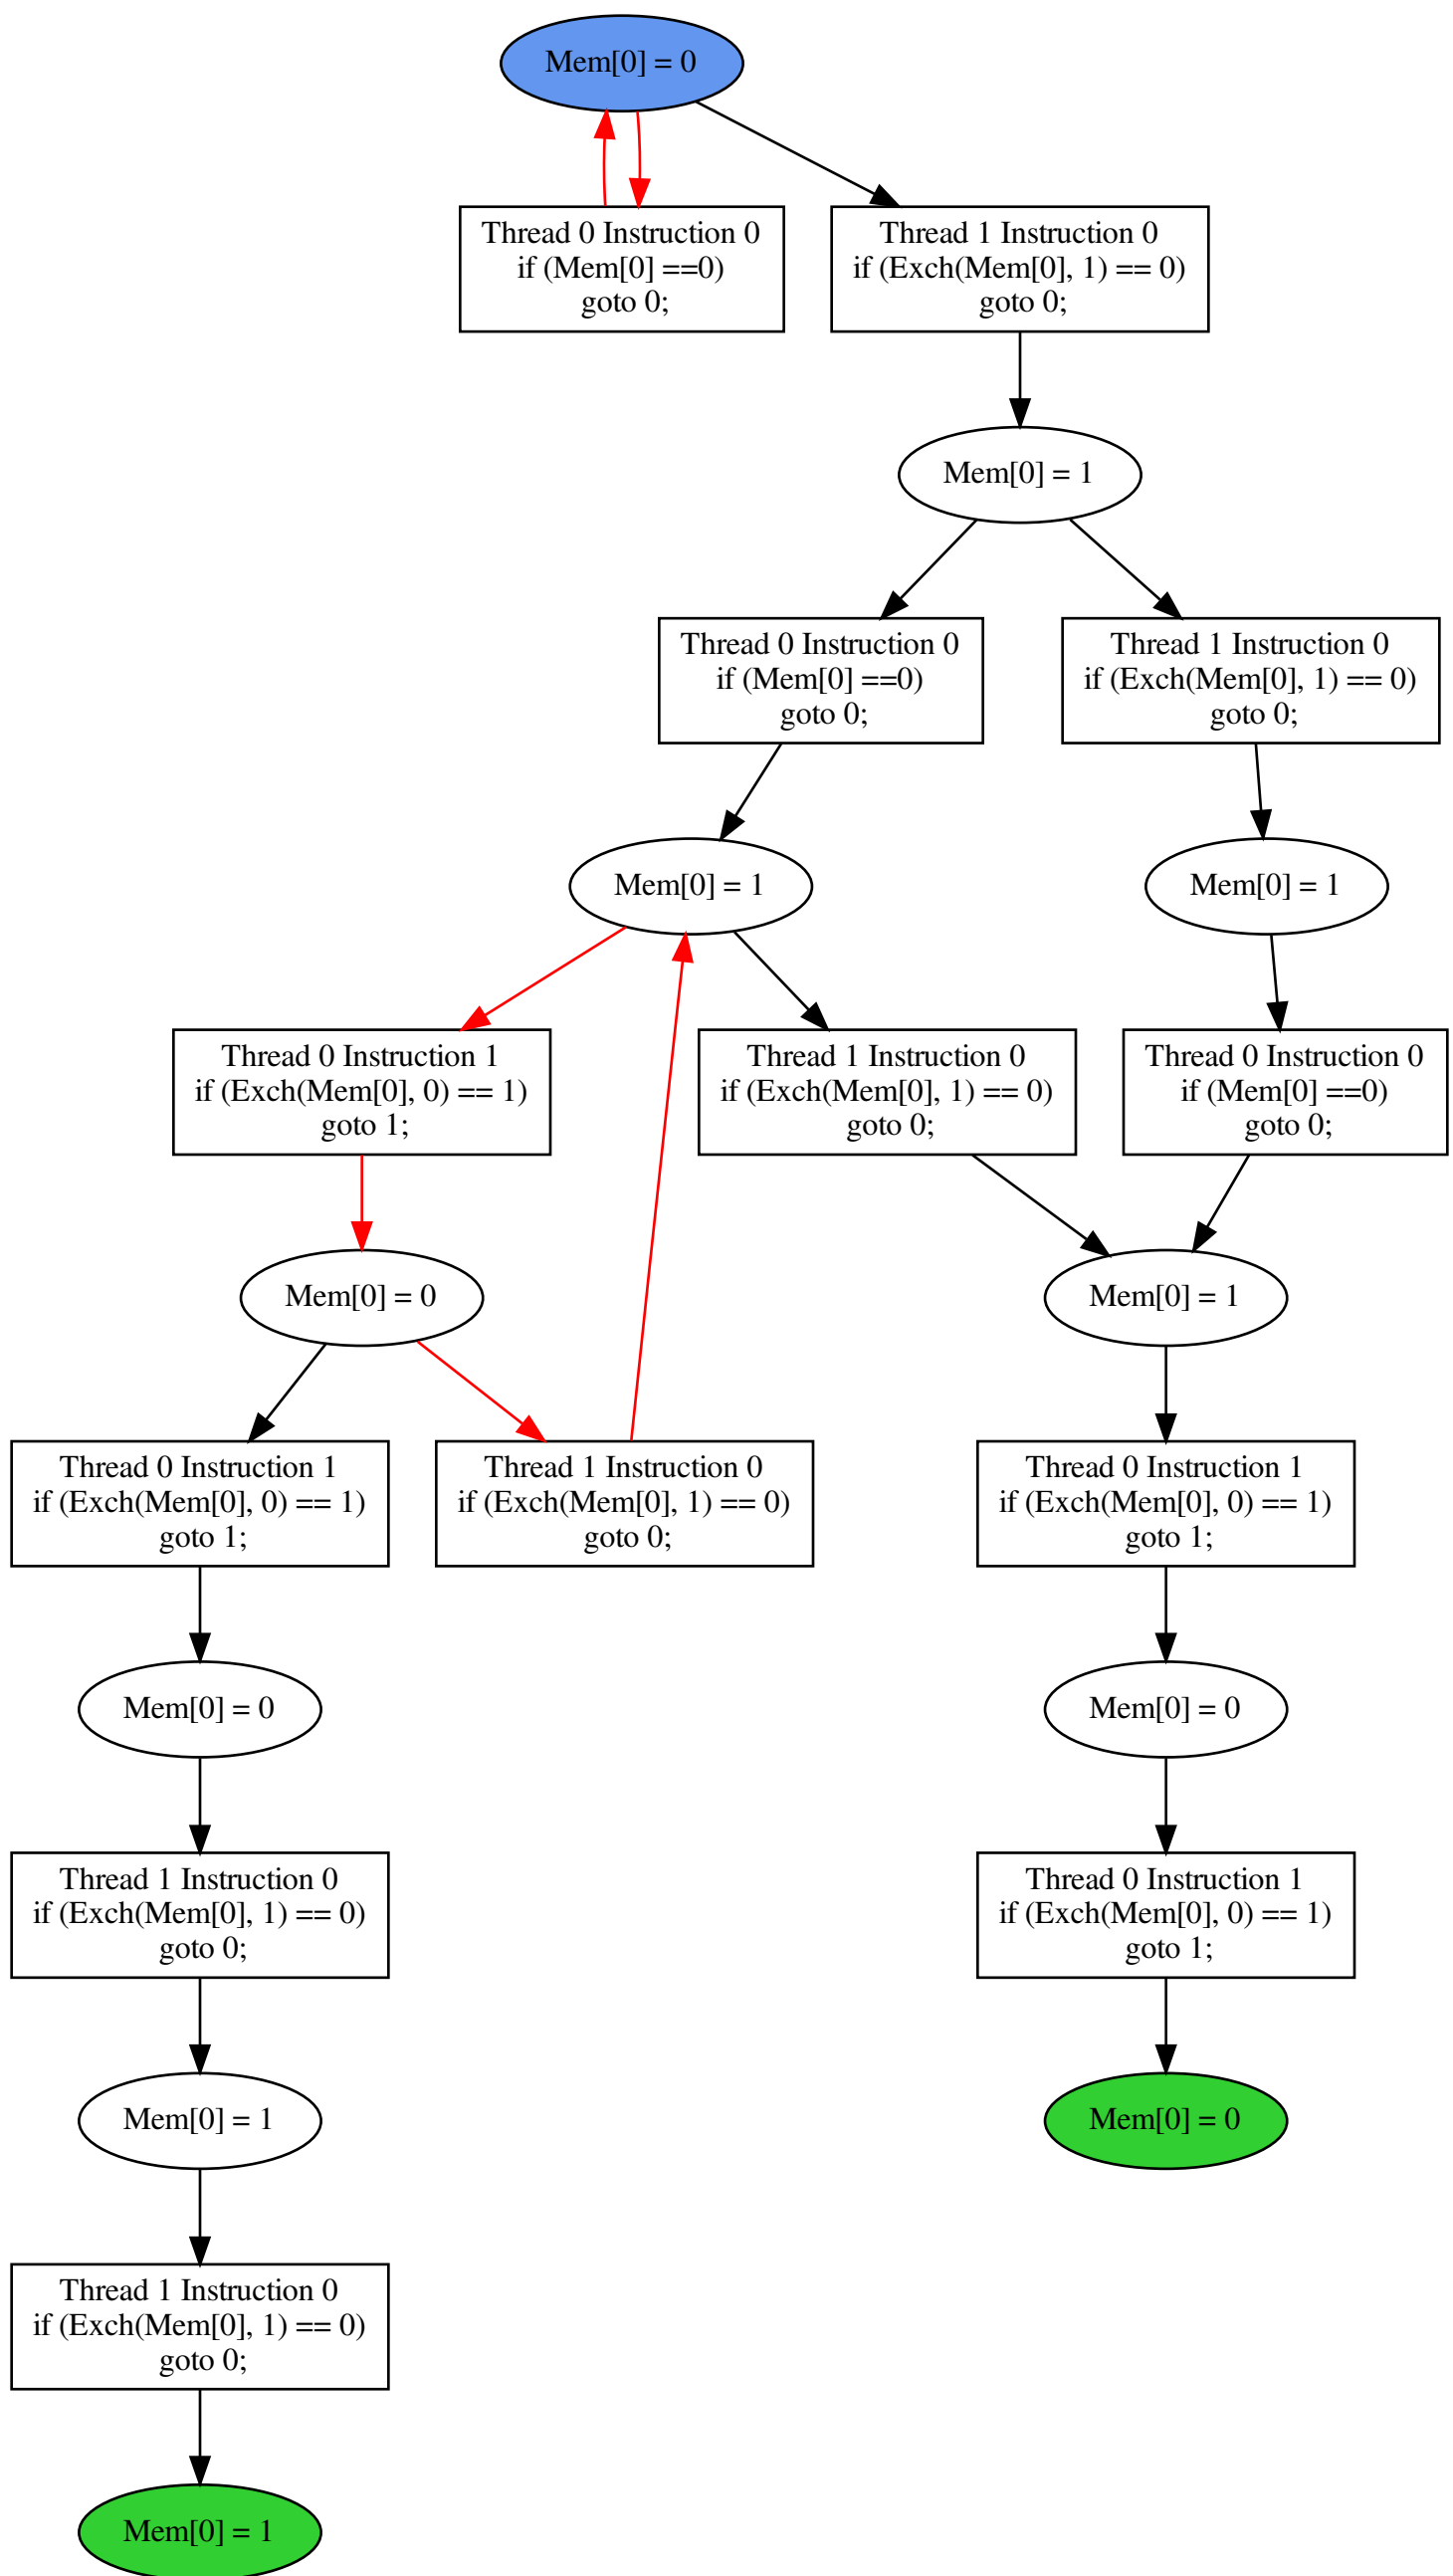 Mem[0] = 0
Thread 0 Instruction 0
if (Mem[0] ==0)
goto 0;
Thread 1 Instruction 0
if (Exch(Mem[0], 1) == 0)
goto 0;
Mem[0] = 1
Thread 0 Instruction 0
if (Mem[0] ==0)
goto 0;
Thread 1 Instruction 0
if (Exch(Mem[0], 1) == 0)
goto 0;
Mem[0] = 1
Mem[0] = 1
Thread 0 Instruction 1
if (Exch(Mem[0], 0) == 1)
goto 1;
Thread 1 Instruction 0
if (Exch(Mem[0], 1) == 0)
goto 0;
Thread 0 Instruction 0
if (Mem[0] ==0)
goto 0;
Mem[0] = 0
Mem[0] = 1
Thread 0 Instruction 1
if (Exch(Mem[0], 0) == 1)
goto 1;
Thread 1 Instruction 0
if (Exch(Mem[0], 1) == 0)
goto 0;
Thread 0 Instruction 1
if (Exch(Mem[0], 0) == 1)
goto 1;
Mem[0] = 0
Mem[0] = 0
Thread 1 Instruction 0
if (Exch(Mem[0], 1) == 0)
goto 0;
Thread 0 Instruction 1
if (Exch(Mem[0], 0) == 1)
goto 1;
Mem[0] = 1
Mem[0] = 0
Thread 1 Instruction 0
if (Exch(Mem[0], 1) == 0)
goto 0;
Mem[0] = 1